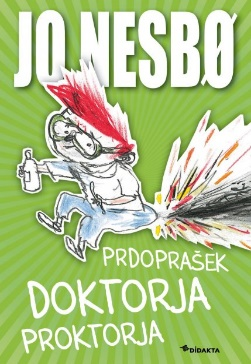 JO NESBØ
PRDOPRAŠEK
DOKTORJA
PROKTORJA
DIDAKTA